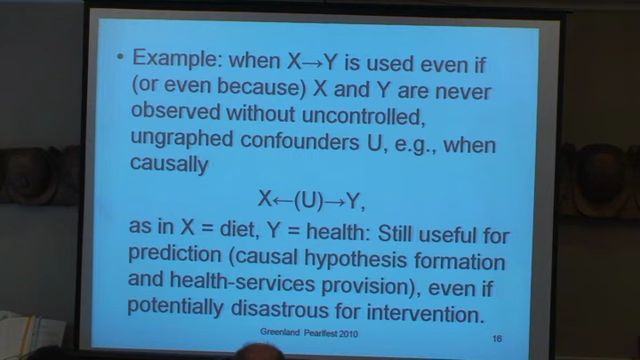 • Example: when X→Y is used even if
(or even because) X and Y are never
observed without uncontrolled,
ungraphed confounders U, e.g., when
causally
X←(U)→Y,
as in X = diet, Y = health: Still useful for
prediction (causal hypothesis formation
and health-services provision), even if
potentially disastrous for intervention.
Greenland Pearlfest 2010
16